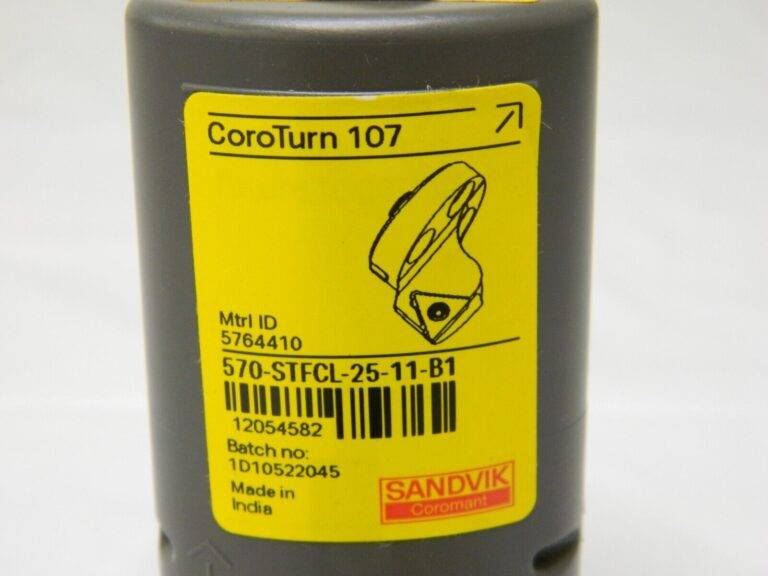 CoroTurn 107
Mtrl ID
5764410
570-STFCL-25-11-B1
12054582
Batch no:
1D10522045
Made in
India
SANDVIK
Coromant